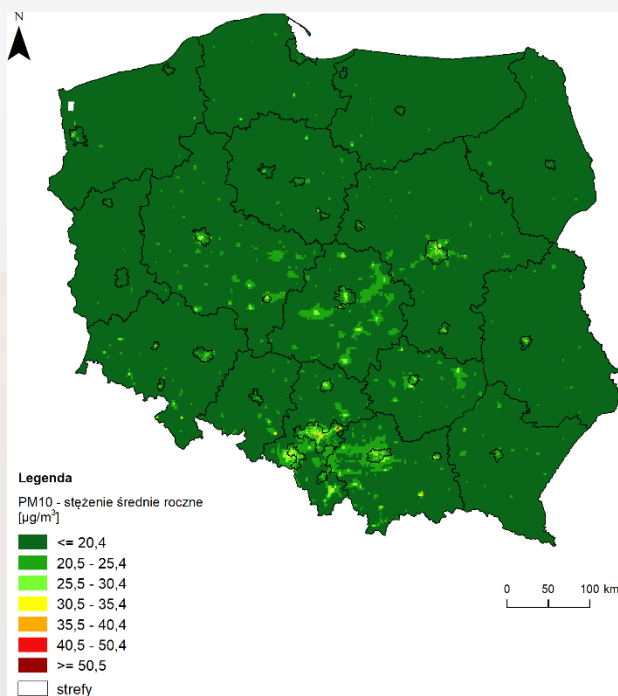 N
Legenda
PM10 - stężenie średnie roczne
[µg/m³]
<= 20,4
20,5 - 25,4
25,5 - 30,4
30,5 - 35,4
35,5 - 40,4
40,5 - 50,4
>= 50,5
strefy
0 50 100 km